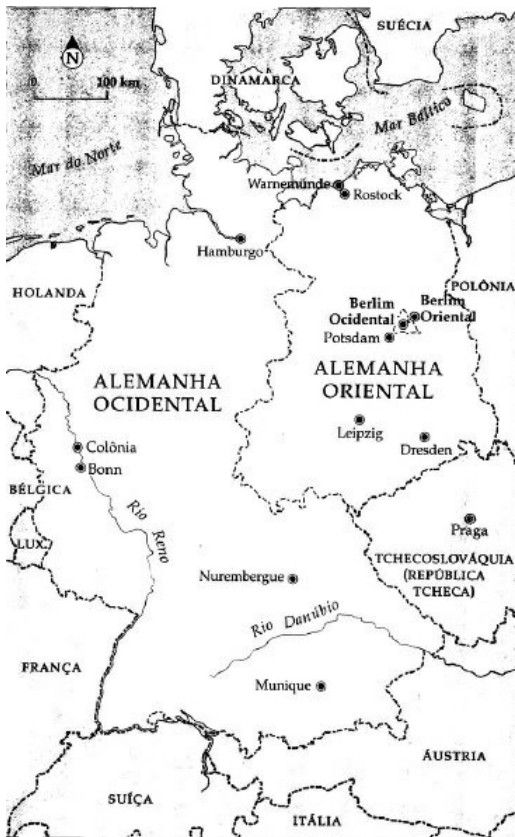 SUÉCIA
N
0 100 km
DINAMARCA
Mar Báltico
Mar do Norte
Warnemünde
Rostock
Hamburgo
HOLANDA
POLÔNIA
Berlim
Ocidental
Berlim
Oriental
Potsdam
ALEMANHA
OCIDENTAL
ALEMANHA
ORIENTAL
Leipzig
Dresden
Colônia
Bonn
BÉLGICA
Rio Reno
LUX.
Praga
TCHECOSLOVÁQUIA
(REPÚBLICA
TCHECA)
Nurembergue
Rio Danúbio
FRANÇA
Munique
ÁUSTRIA
SUÍÇA
ITÁLIA